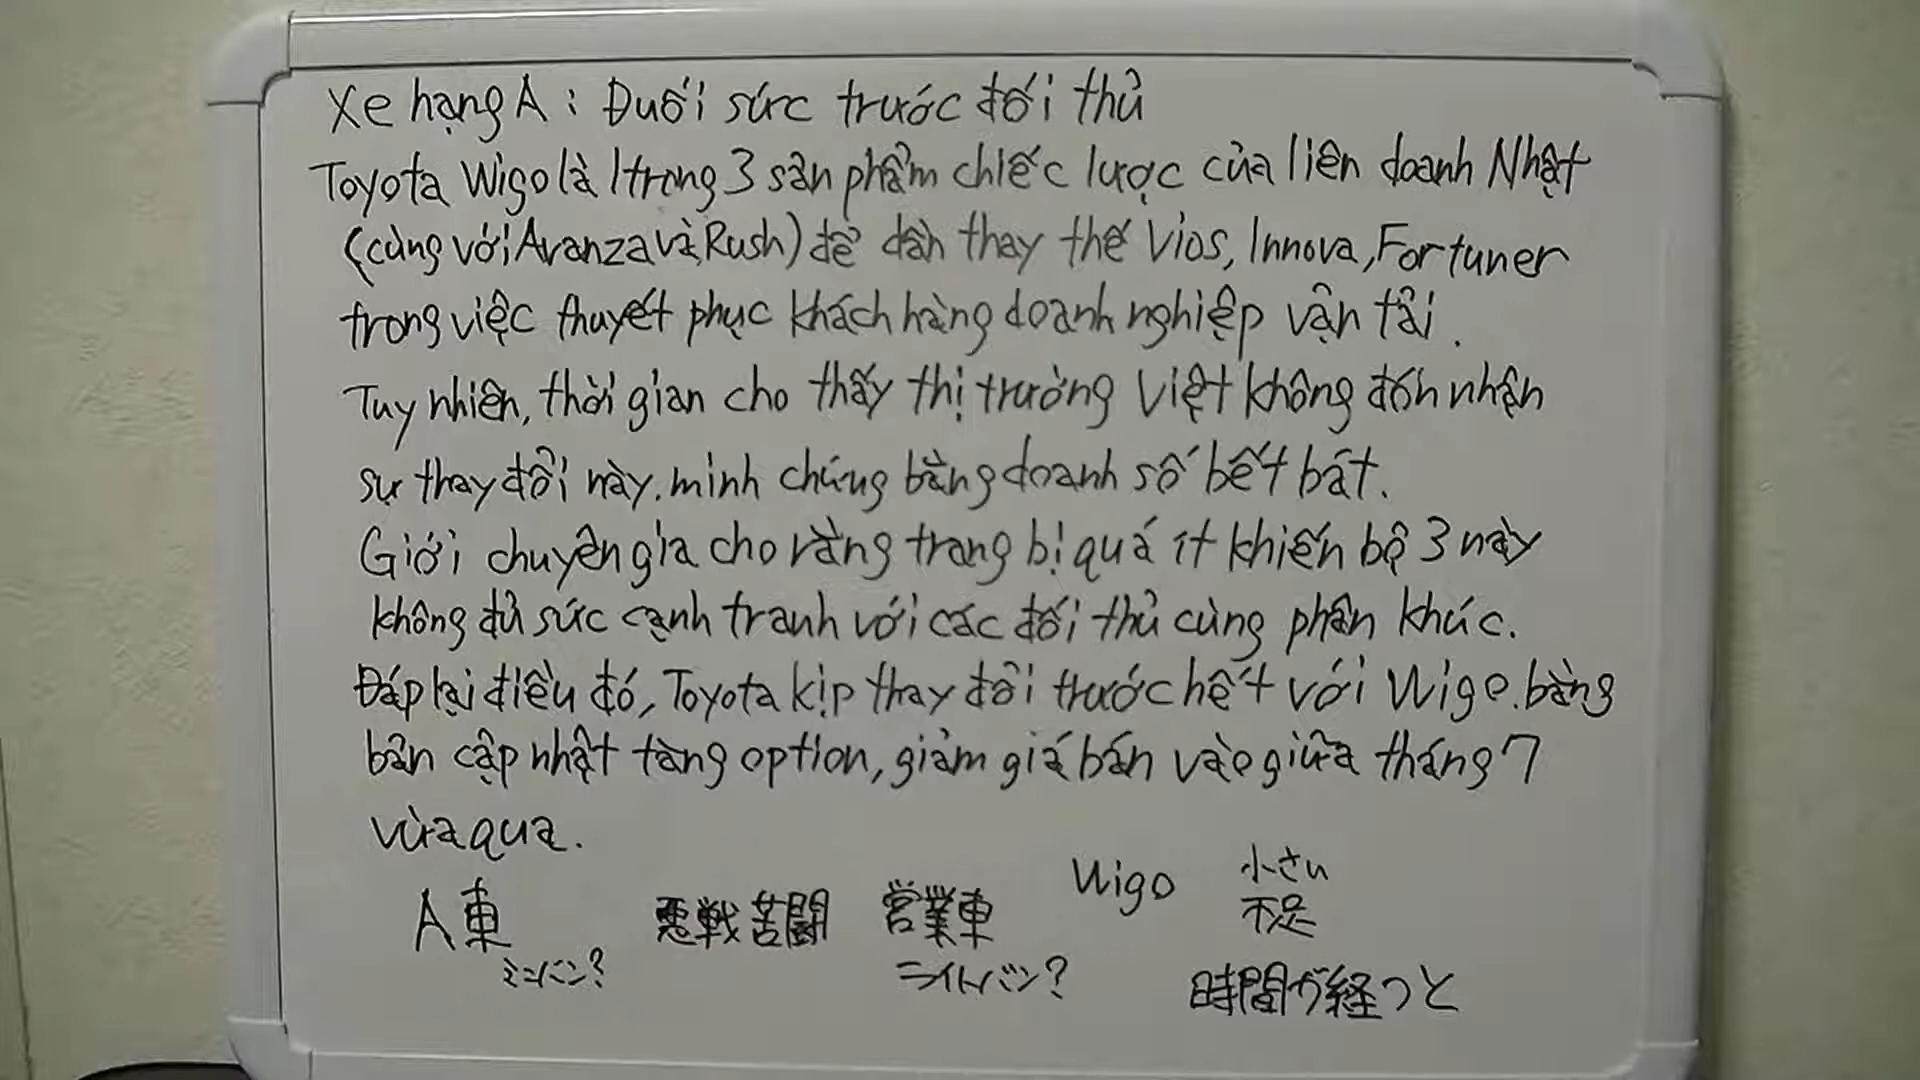 Xe hạng A : Đuối sức trước đối thủ
Toyota Wigo là 1 trong 3 sản phẩm chiếc lược của liên doanh Nhật
(cùng với Avanza và Rush) để dần thay thế Vios, Innova, Fortuner
trong việc thuyết phục khách hàng doanh nghiệp vận tải.
Tuy nhiên, thời gian cho thấy thị trường Việt không đón nhận
sự thay đổi này. minh chứng bằng doanh số bết bát.
Giới chuyên gia cho rằng trang bị quá ít khiến bộ 3 này
không đủ sức cạnh tranh với các đối thủ cùng phân khúc.
Đáp lại điều đó, Toyota kịp thay đổi trước hết với Wigo. bằng
bản cập nhật tăng option, giảm giá bán vào giữa tháng 7
vừa qua.
A車 悪戦苦闘 営業車 Wigo 小さい
不足
ミニバン? ライトバン? 時間が経つと